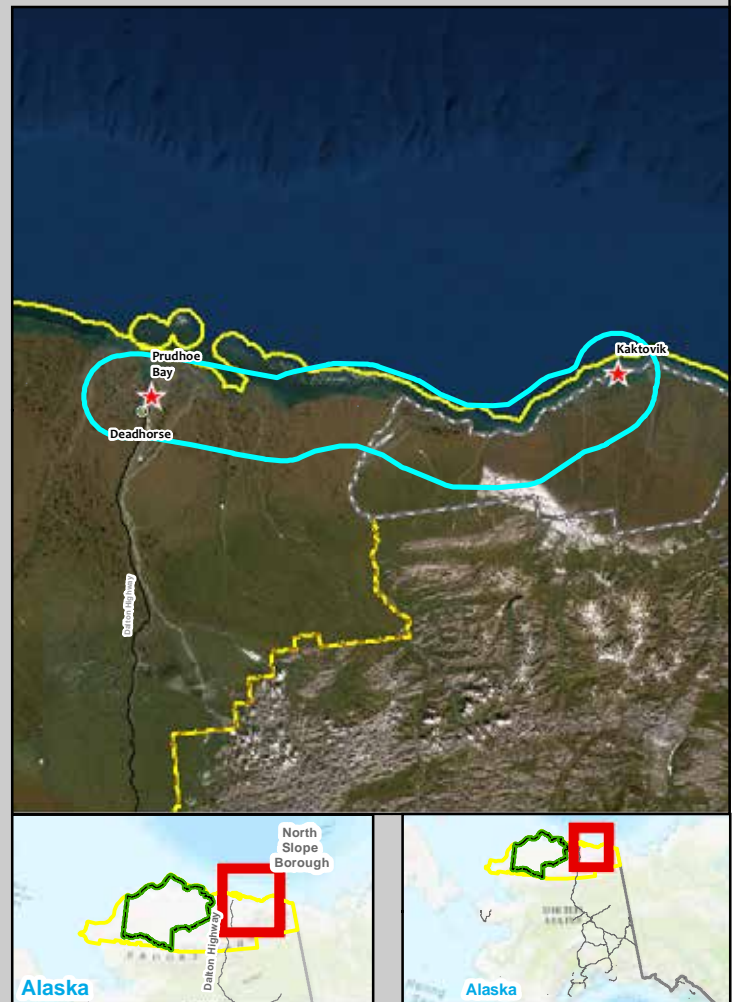 Kaktovik
Prudhoe
Bay
Deadhorse
Dalton Highway
North
Slope
Borough
Dalton Highway
Alaska
Alaska